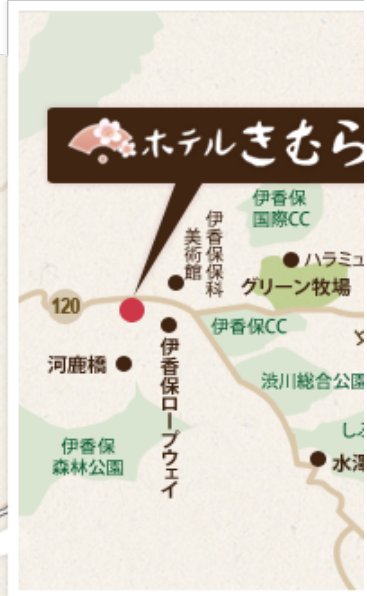 ホテルきむら
伊香保
国際CC
伊香保保科
美術館
ハラミュ
グリーン牧場
120
伊香保CC
河鹿橋
伊香保ロープウェイ
渋川総合公園
伊香保
森林公園
水澤